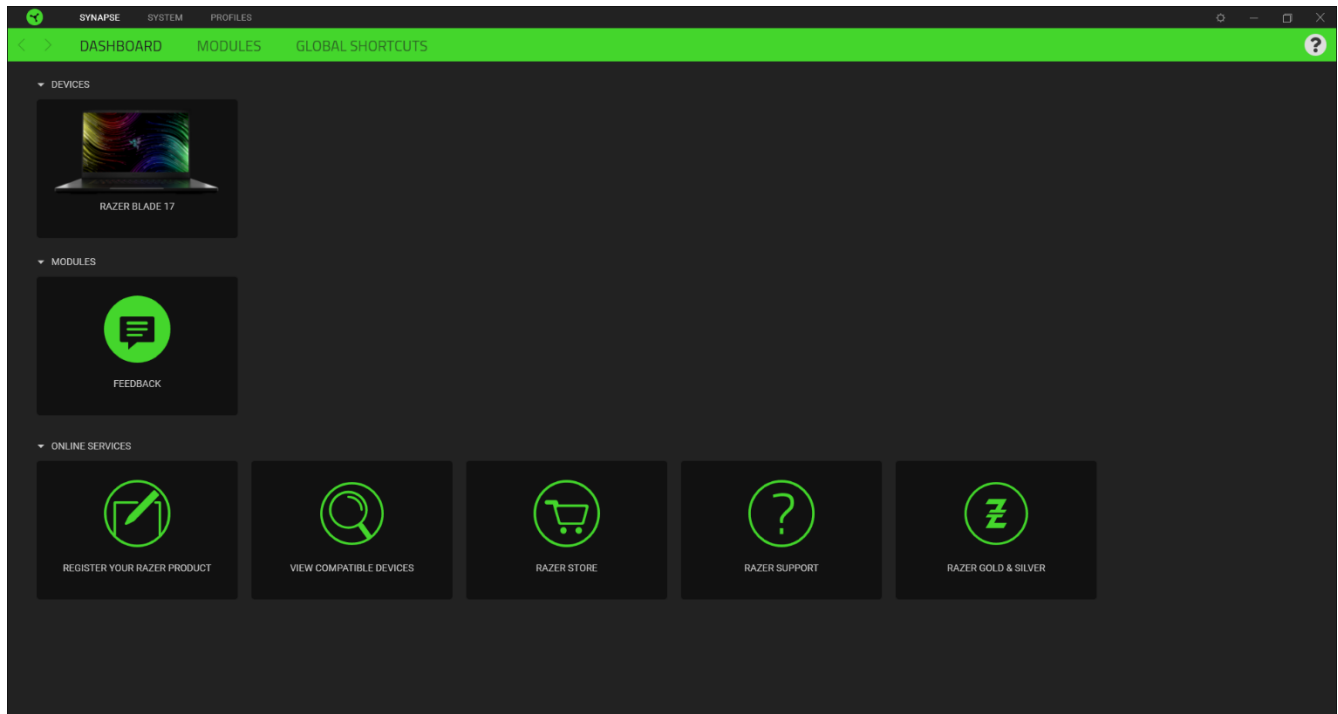 SYNAPSE SYSTEM PROFILES
DASHBOARD MODULES GLOBAL SHORTCUTS
DEVICES
RAZER BLADE 17
MODULES
FEEDBACK
ONLINE SERVICES
REGISTER YOUR RAZER PRODUCT
VIEW COMPATIBLE DEVICES
RAZER STORE
RAZER SUPPORT
RAZER GOLD & SILVER